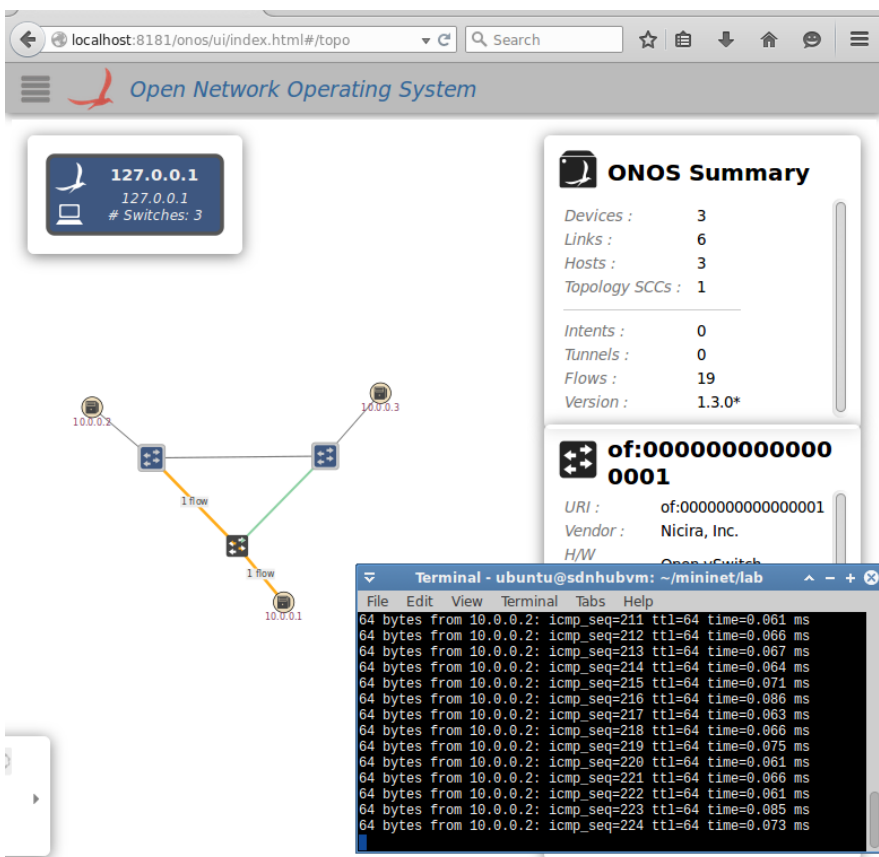 localhost:8181/onos/ui/index.html#/topo
Search
Open Network Operating System
127.0.0.1
127.0.0.1
# Switches: 3
ONOS Summary
Devices : 3
Links : 6
Hosts : 3
Topology SCCs : 1
Intents : 0
Tunnels : 0
Flows : 19
Version : 1.3.0*
10.0.0.2
10.0.0.3
1 flow
1 flow
10.0.0.1
of:000000000000
0001
URI : of:0000000000000001
Vendor : Nicira, Inc.
H/W
Open vSwitch
Terminal - ubuntu@sdnhubvm: ~/mininet/lab
File Edit View Terminal Tabs Help
64 bytes from 10.0.0.2: icmp_seq=211 ttl=64 time=0.061 ms
64 bytes from 10.0.0.2: icmp_seq=212 ttl=64 time=0.066 ms
64 bytes from 10.0.0.2: icmp_seq=213 ttl=64 time=0.067 ms
64 bytes from 10.0.0.2: icmp_seq=214 ttl=64 time=0.064 ms
64 bytes from 10.0.0.2: icmp_seq=215 ttl=64 time=0.071 ms
64 bytes from 10.0.0.2: icmp_seq=216 ttl=64 time=0.086 ms
64 bytes from 10.0.0.2: icmp_seq=217 ttl=64 time=0.063 ms
64 bytes from 10.0.0.2: icmp_seq=218 ttl=64 time=0.066 ms
64 bytes from 10.0.0.2: icmp_seq=219 ttl=64 time=0.075 ms
64 bytes from 10.0.0.2: icmp_seq=220 ttl=64 time=0.061 ms
64 bytes from 10.0.0.2: icmp_seq=221 ttl=64 time=0.066 ms
64 bytes from 10.0.0.2: icmp_seq=222 ttl=64 time=0.061 ms
64 bytes from 10.0.0.2: icmp_seq=223 ttl=64 time=0.085 ms
64 bytes from 10.0.0.2: icmp_seq=224 ttl=64 time=0.073 ms